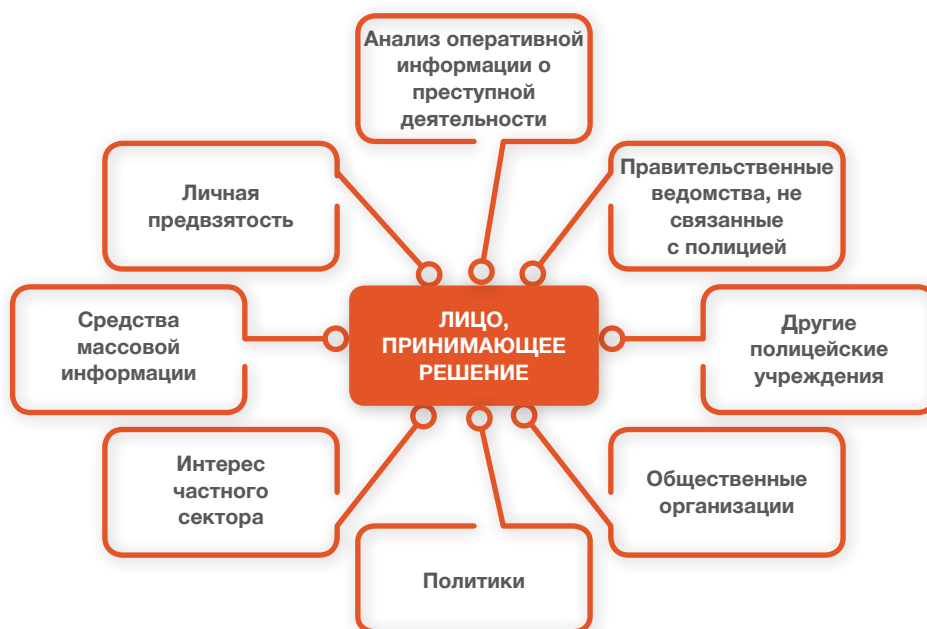 Анализ оперативной
информации о
преступной
деятельности
Личная
предвзятость
Правительственные
ведомства, не
связанные
с полицией
Средства
массовой
информации
ЛИЦО,
ПРИНИМАЮЩЕЕ
РЕШЕНИЕ
Другие
полицейские
учреждения
Интерес
частного
сектора
Общественные
организации
Политики